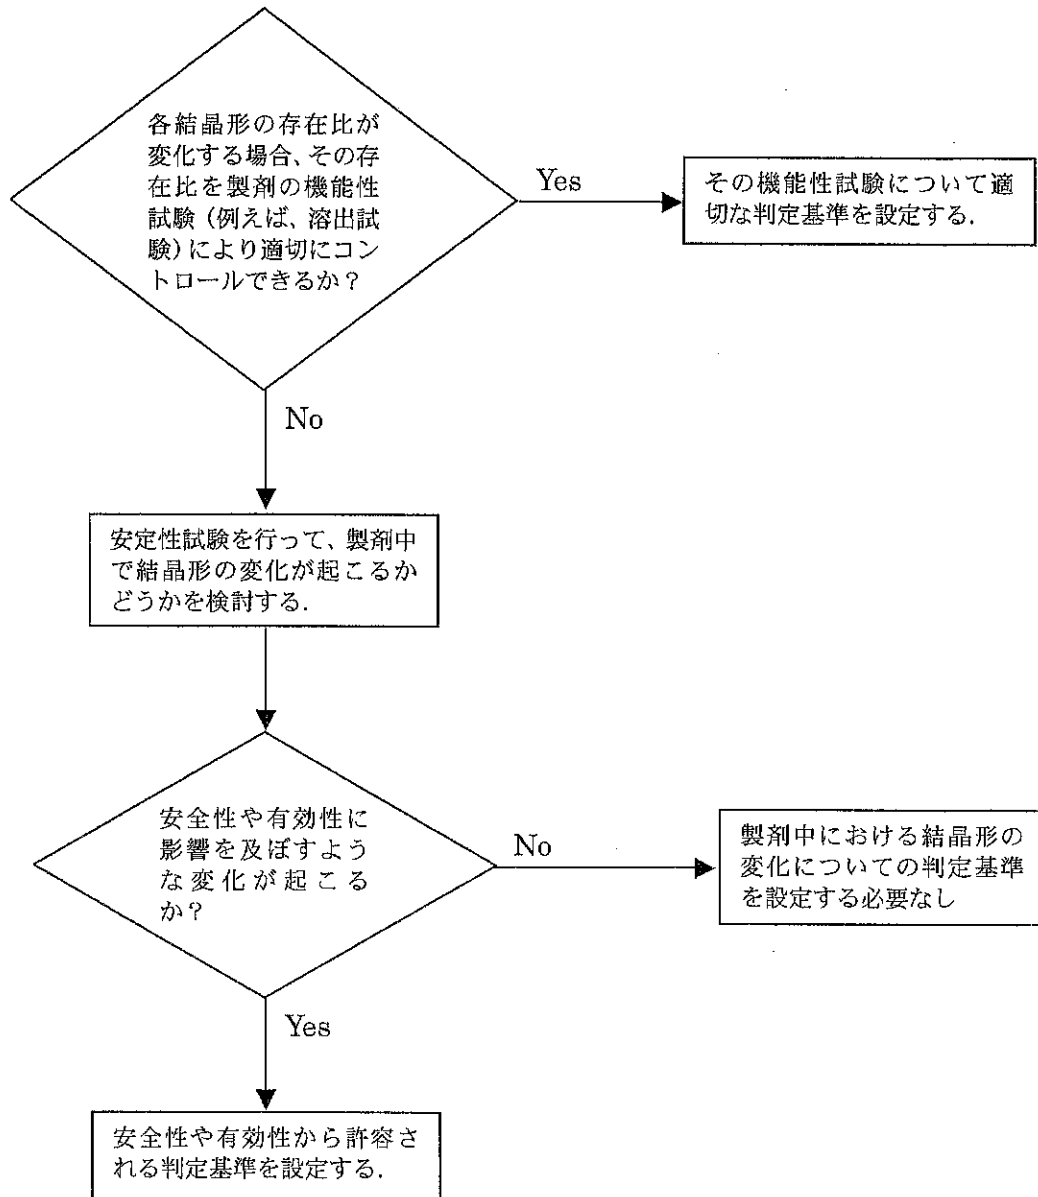 各結晶形の存在比が
変化する場合、その存
在比を製剤の機能性
試験（例えば、溶出試
験）により適切にコン
トロールできるか？
Yes
その機能性試験について適
切な判定基準を設定する．
No
安定性試験を行って、製剤中
で結晶形の変化が起こるか
どうかを検討する．
安全性や有効性に
影響を及ぼすよう
な変化が起こる
か？
No
製剤中における結晶形の
変化についての判定基準
を設定する必要なし
Yes
安全性や有効性から許容さ
れる判定基準を設定する．